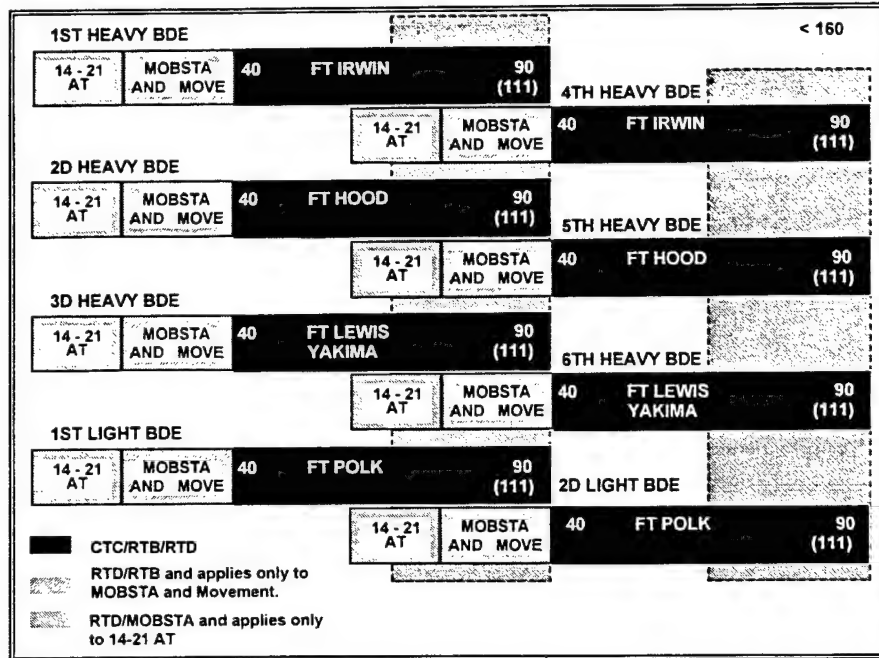 1ST HEAVY BDE
< 160
14 - 21
AT
MOBSTA
AND MOVE
40
FT IRWIN
90
(111)
4TH HEAVY BDE
14 - 21
AT
MOBSTA
AND MOVE
40
FT IRWIN
90
(111)
2D HEAVY BDE
14 - 21
AT
MOBSTA
AND MOVE
40
FT HOOD
90
(111)
5TH HEAVY BDE
14 - 21
AT
MOBSTA
AND MOVE
40
FT HOOD
90
(111)
3D HEAVY BDE
14 - 21
AT
MOBSTA
AND MOVE
40
FT LEWIS
YAKIMA
90
(111)
6TH HEAVY BDE
14 - 21
AT
MOBSTA
AND MOVE
40
FT LEWIS
YAKIMA
90
(111)
1ST LIGHT BDE
14 - 21
AT
MOBSTA
AND MOVE
40
FT POLK
90
(111)
2D LIGHT BDE
14 - 21
AT
MOBSTA
AND MOVE
40
FT POLK
90
(111)
CTC/RTB/RTD
RTD/RTB and applies only to
MOBSTA and Movement.
RTD/MOBSTA and applies only
to 14-21 AT